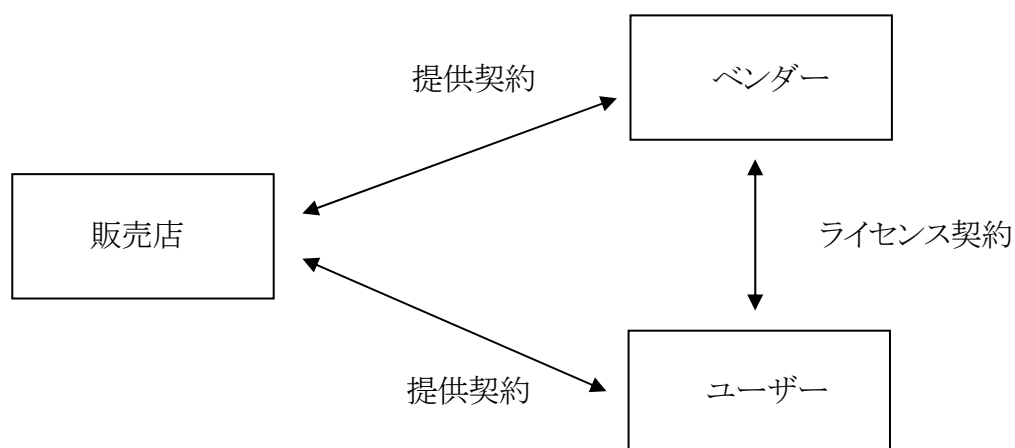 提供契約
ベンダー
販売店
ライセンス契約
提供契約
ユーザー